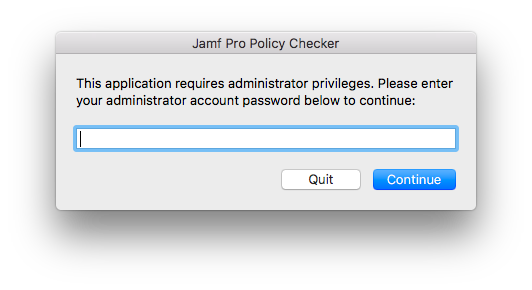 Jamf Pro Policy Checker
This application requires administrator privileges. Please enter
your administrator account password below to continue:
Quit
Continue